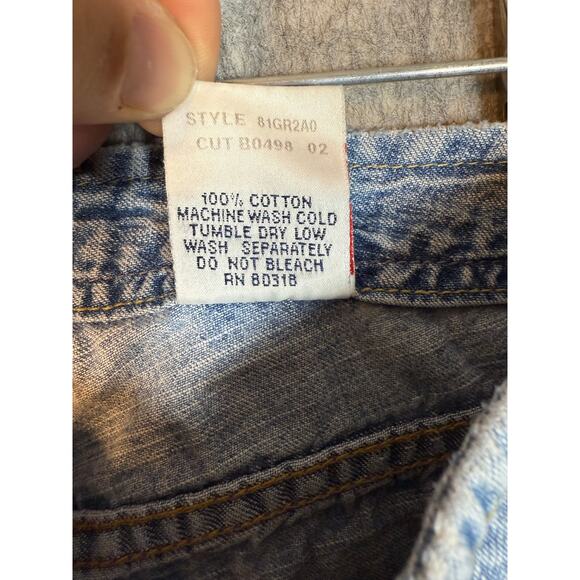 STYLE 81GR2A0
CUT B0498 02
100% COTTON
MACHINE WASH COLD
TUMBLE DRY LOW
WASH SEPARATELY
DO NOT BLEACH
RN 80318